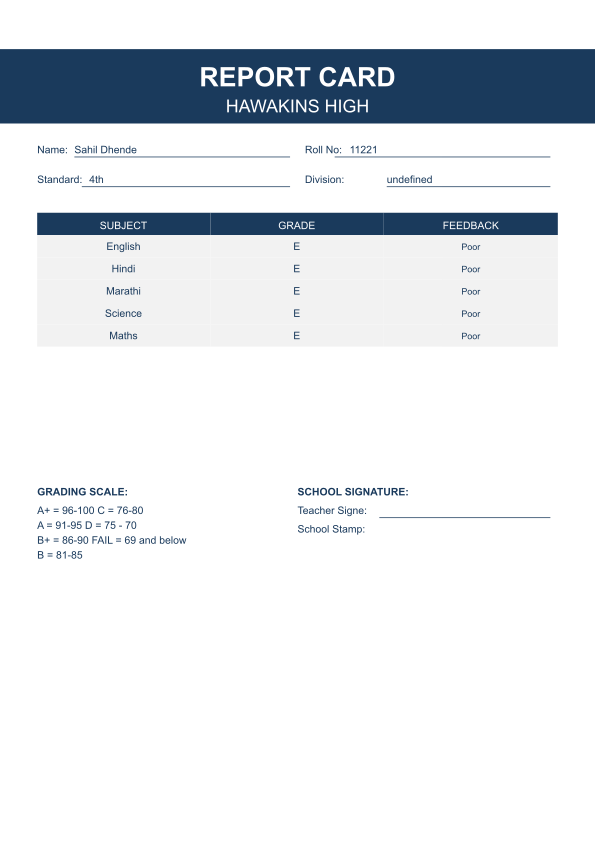 REPORT CARD
HAWAKINS HIGH
Name: Sahil Dhende Roll No: 11221
Standard: 4th Division: undefined
SUBJECT GRADE FEEDBACK
English E Poor
Hindi E Poor
Marathi E Poor
Science E Poor
Maths E Poor
GRADING SCALE:
A+ = 96-100 C = 76-80
A = 91-95 D = 75 - 70
B+ = 86-90 FAIL = 69 and below
B = 81-85
SCHOOL SIGNATURE:
Teacher Signe:
School Stamp: